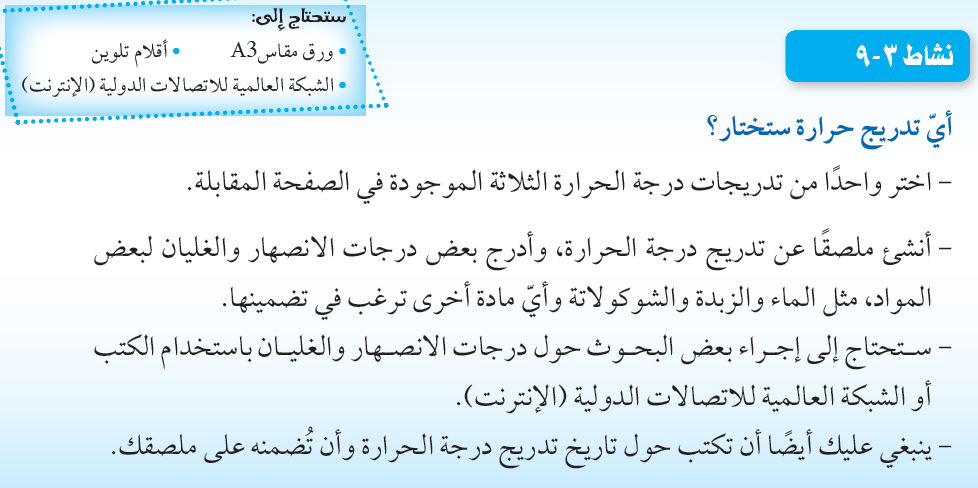 نشاط ٣-٩
ستحتاج إلى:
• ورق مقاس A3 • أقلام تلوين
• الشبكة العالمية للاتصالات الدولية (الإنترنت)
أيّ تدريج حرارة ستختار؟
– اختر واحدًا من تدريجات درجة الحرارة الثلاثة الموجودة في الصفحة المقابلة.
– أنشئ ملصقًا عن تدريج درجة الحرارة، وأدرج بعض درجات الانصهار والغليان لبعض
المواد، مثل الماء والزبدة والشوكولاتة وأيّ مادة أخرى ترغب في تضمينها.
– ستحتاج إلى إجراء بعض البحوث حول درجات الانصهار والغليان باستخدام الكتب
أو الشبكة العالمية للاتصالات الدولية (الإنترنت).
– ينبغي عليك أيضًا أن تكتب حول تاريخ تدريج درجة الحرارة وأن تُضمنه على ملصقك.